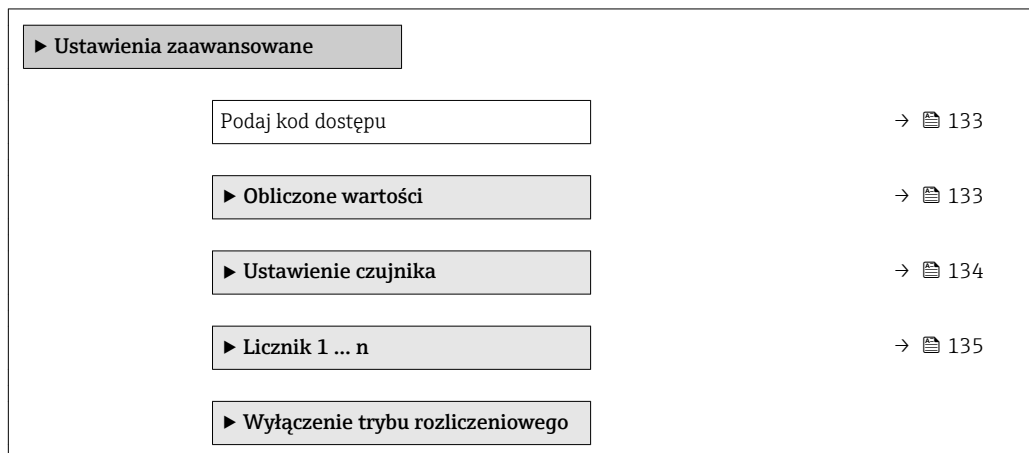 ▶ Ustawienia zaawansowane
Podaj kod dostępu → 133
▶ Obliczone wartości → 133
▶ Ustawienie czujnika → 134
▶ Licznik 1 … n → 135
▶ Wyłączenie trybu rozliczeniowego